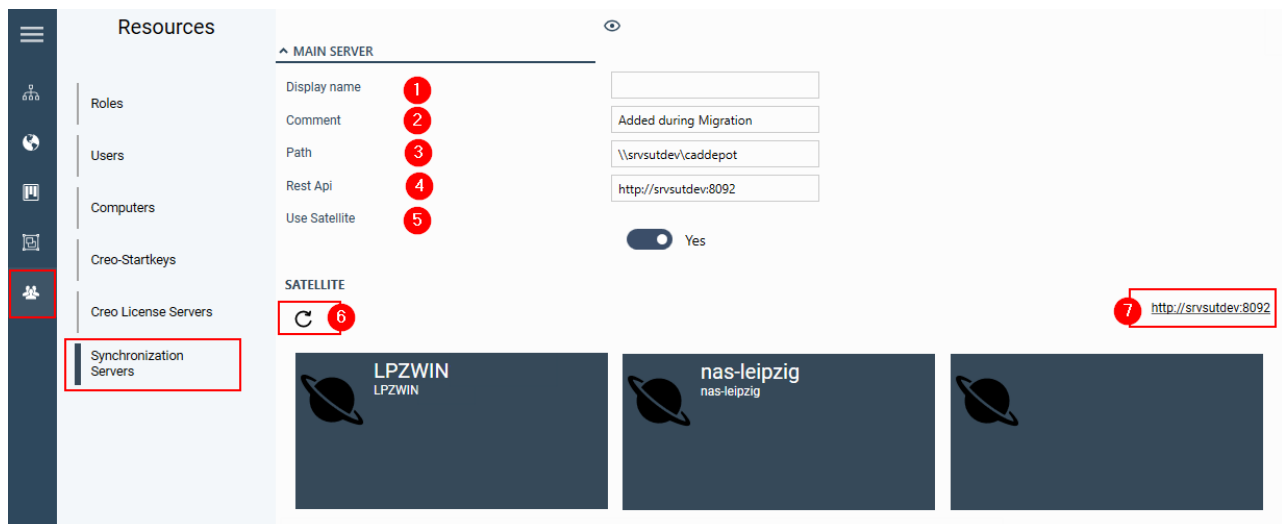 Resources
Roles
Users
Computers
Creo-Startkeys
Creo License Servers
Synchronization
Servers
MAIN SERVER
Display name 1
Comment 2 Added during Migration
Path 3 \\srvsutdev\caddepot
Rest Api 4 http://srvsutdev:8092
Use Satellite 5
Yes
SATELLITE
6
7 http://srvsutdev:8092
LPZWIN
LPZWIN
nas-leipzig
nas-leipzig